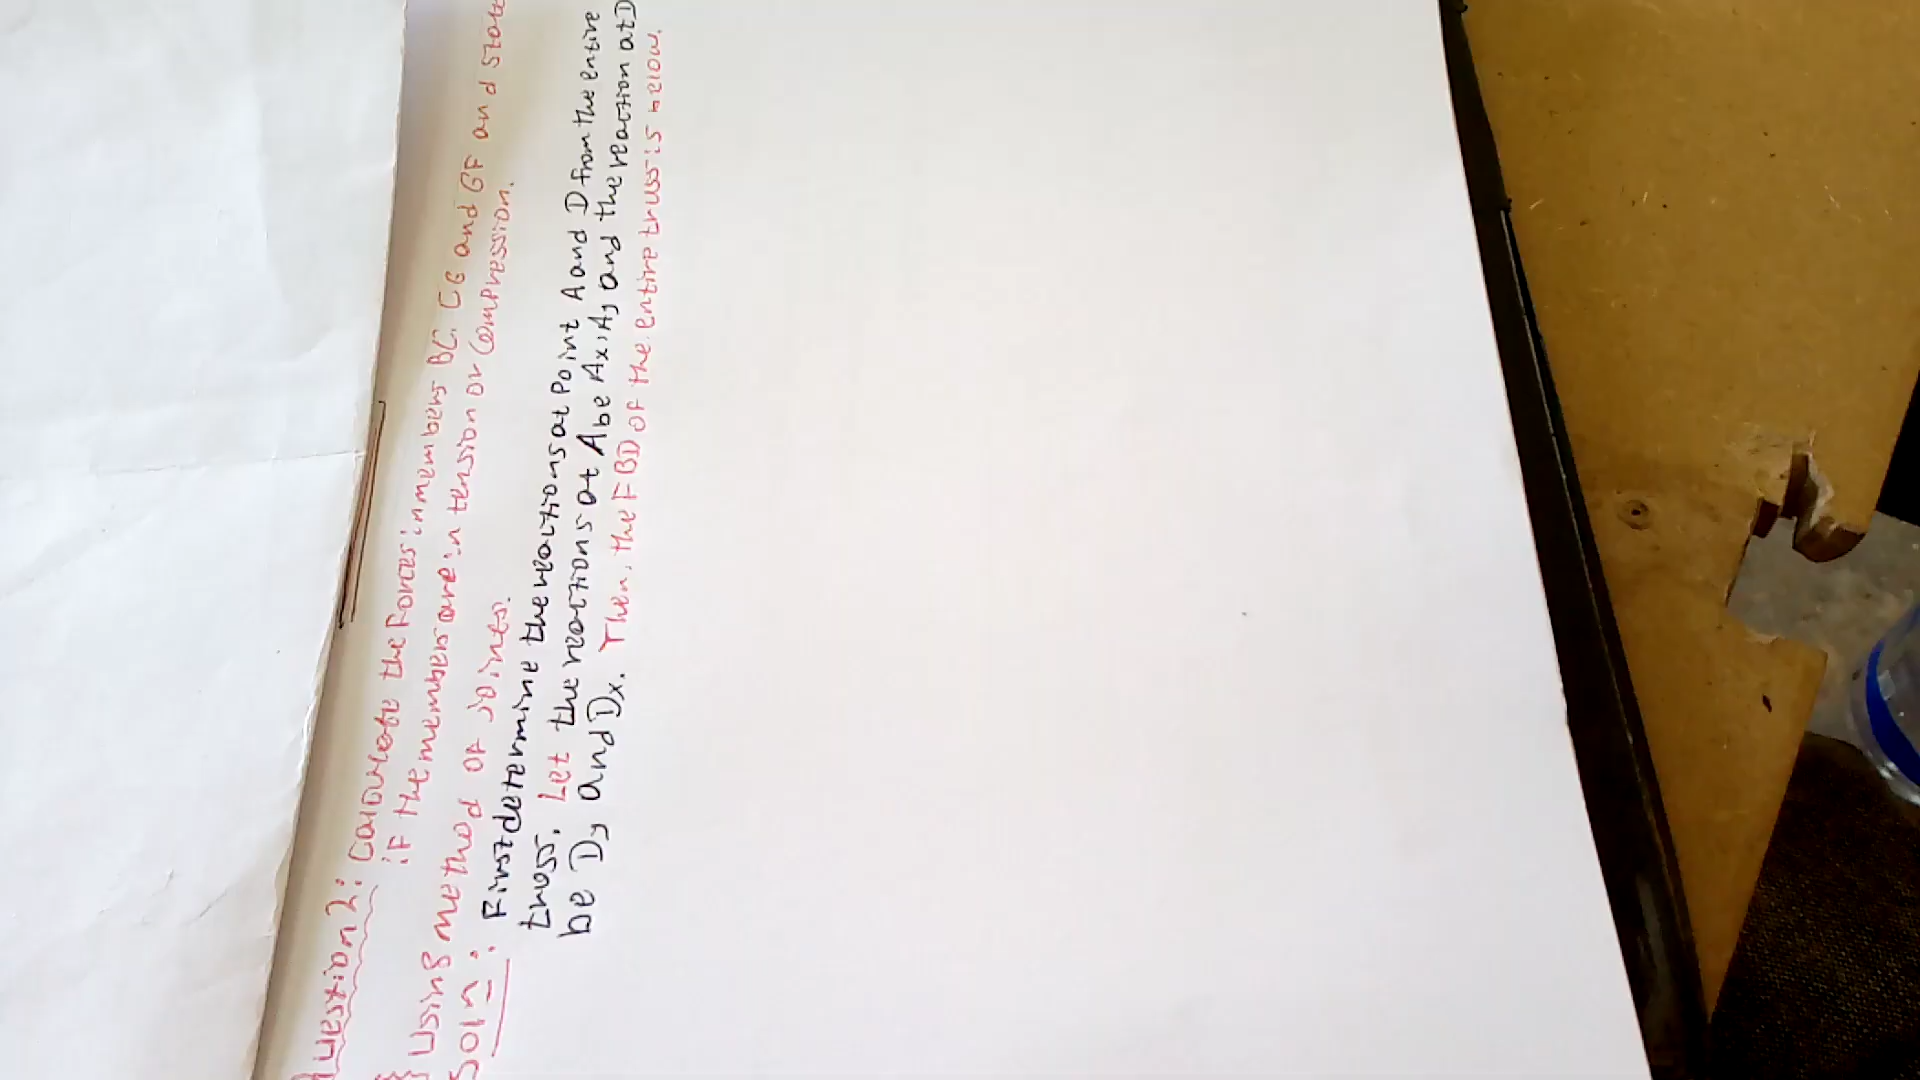 Question 2: Calculate the forces in members BC, CG and GF and state
if the members are in tension or compression.
Using method of joints.
Soln: First determine the reactions at Point A and D from the entire
truss. Let the reactions at A be Ax, Ay and the reaction at D
be Dy and Dx. Then, the FBD of the entire truss is below.